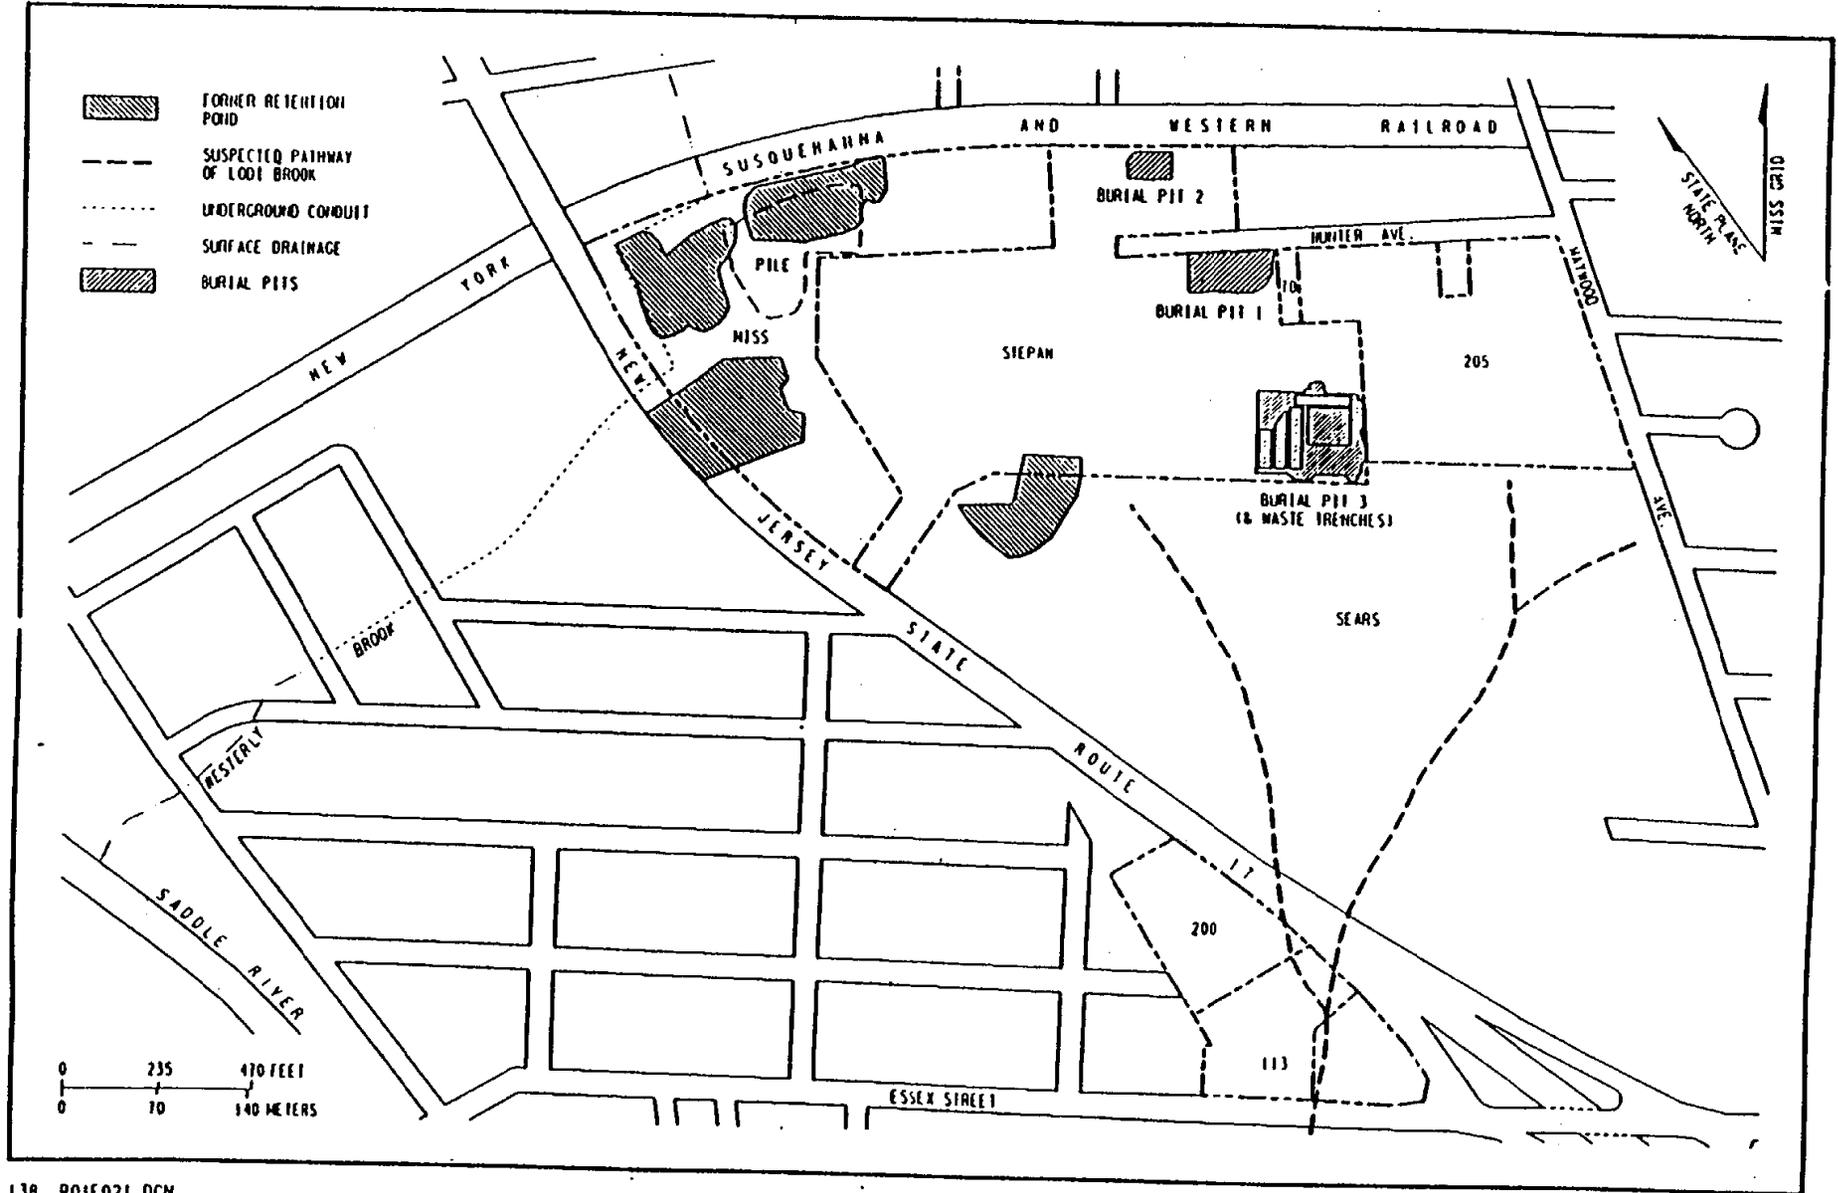 FORMER RETENTION
POND
SUSPECTED PATHWAY
OF LODI BROOK
UNDERGROUND CONDUIT
SURFACE DRAINAGE
BURIAL PITS
NEW YORK SUSQUEHANNA AND WESTERN RAILROAD
BURIAL PIT 2
STATE PLANE
NORTH
MISS GRID
HUNTER AVE.
HAYWOOD AVE.
PILE
BURIAL PIT 1
10
MISS
STEPAN
205
BURIAL PIT 3
(& WASTE TRENCHES)
NEW JERSEY STATE ROUTE 17
SEARS
WESTERLY BROOK
SADDLE RIVER
200
113
0 235 470 FEET
0 70 140 METERS
ESSEX STREET